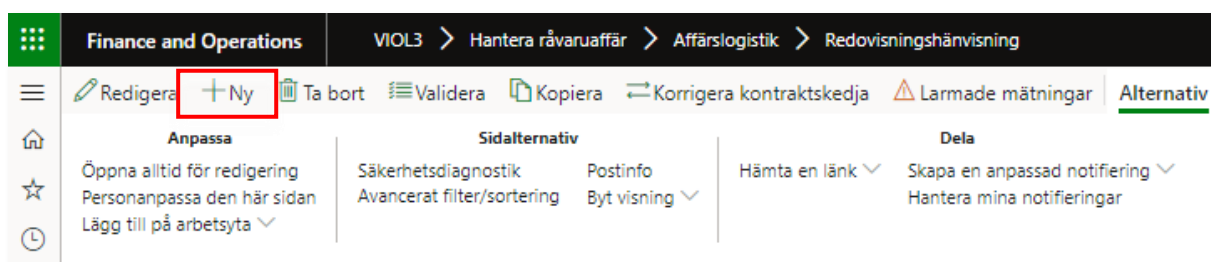 Finance and Operations VIOL3 > Hantera råvaruaffär > Affärslogistik > Redovisningshänvisning
Redigera Ny Ta bort Validera Kopiera Korrigera kontraktskedja Larmade mätningar Alternativ
Anpassa Sidalternativ Dela
Öppna alltid för redigering Säkerhetsdiagnostik Postinfo Hämta en länk Skapa en anpassad notifiering
Personanpassa den här sidan Avancerat filter/sortering Byt visning Hantera mina notifieringar
Lägg till på arbetsyta